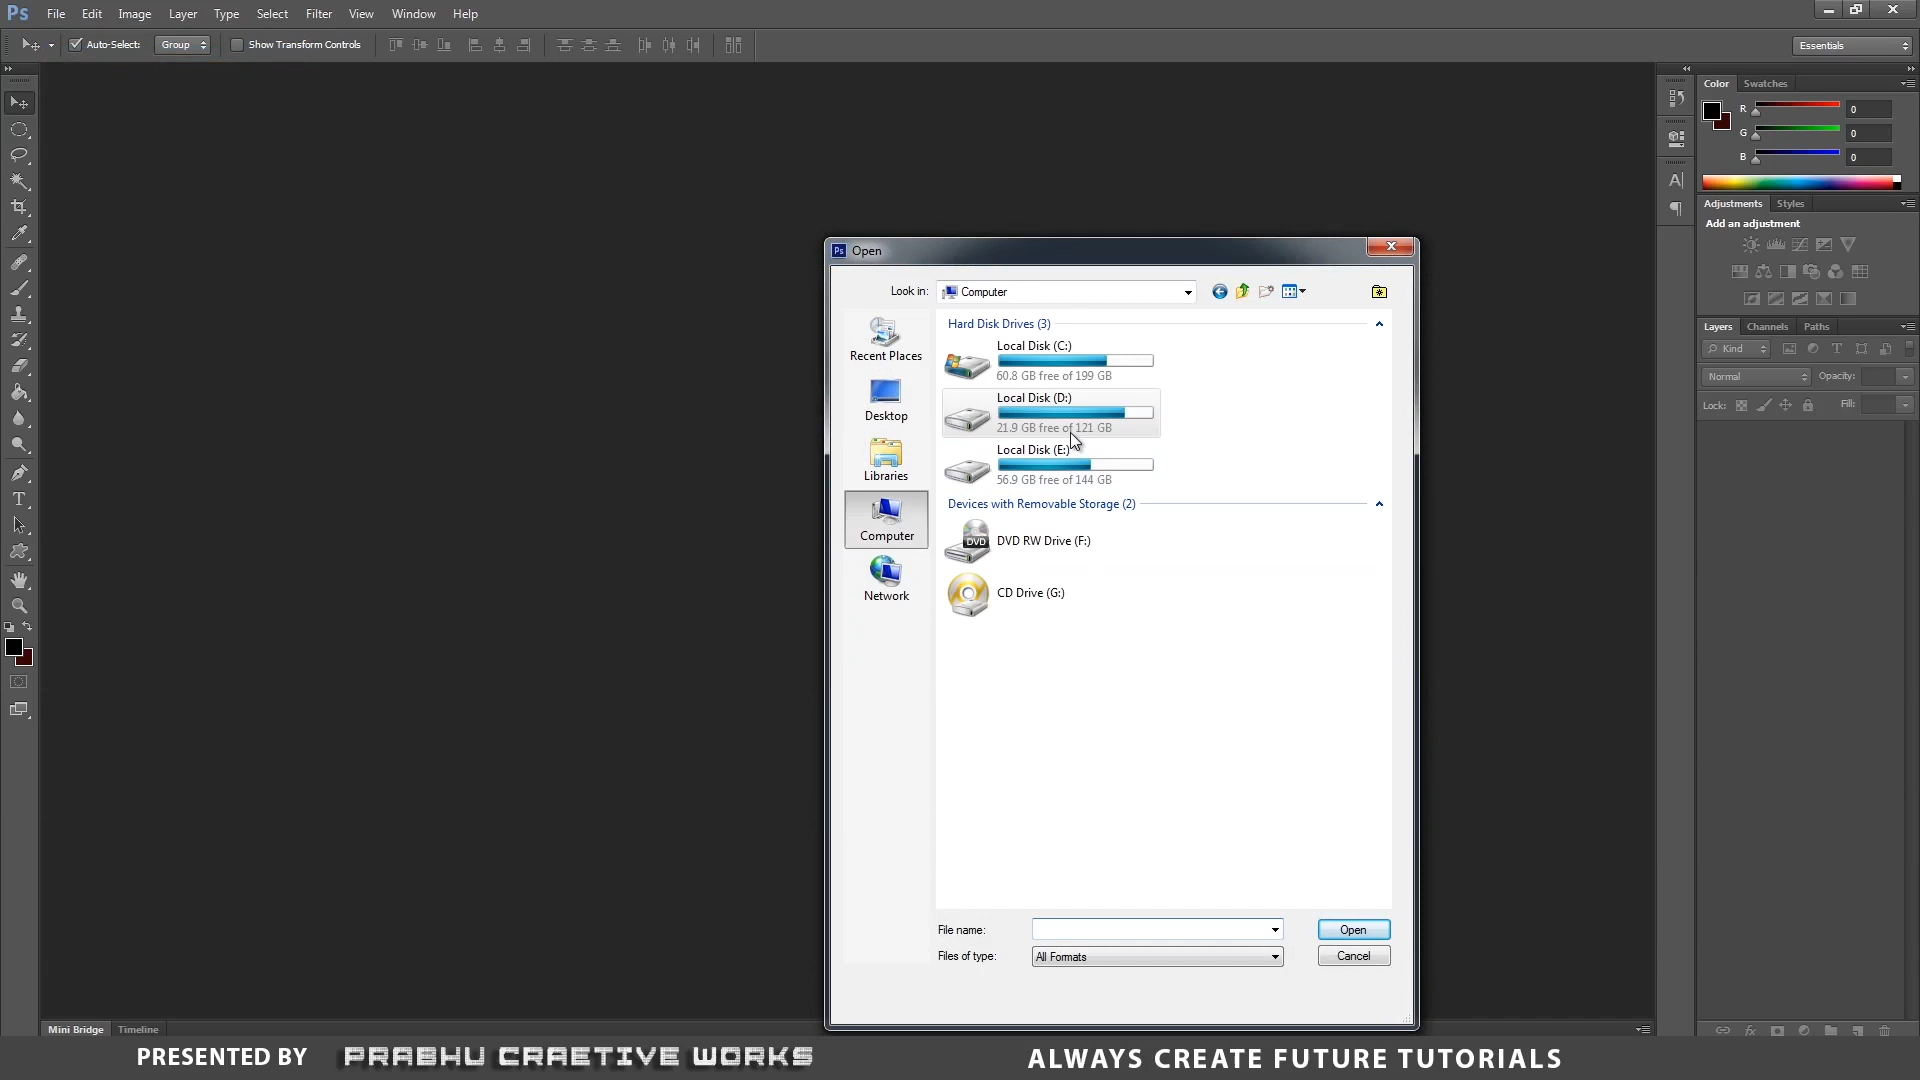 Ps File Edit Image Layer Type Select Filter View Window Help
Auto-Select: Group Show Transform Controls Essentials
Color Swatches
R 0
G 0
B 0
Adjustments Styles
Add an adjustment
Layers Channels Paths
Kind
Normal Opacity:
Lock: Fill:
Ps Open
Look in: Computer
Recent Places
Desktop
Libraries
Computer
Network
Hard Disk Drives (3)
Local Disk (C:)
60.8 GB free of 199 GB
Local Disk (D:)
21.9 GB free of 121 GB
Local Disk (E:)
56.9 GB free of 144 GB
Devices with Removable Storage (2)
DVD
DVD RW Drive (F:)
CD Drive (G:)
File name: Open
Files of type: All Formats Cancel
Mini Bridge Timeline
PRESENTED BY PRABHU CRAETIVE WORKS ALWAYS CREATE FUTURE TUTORIALS